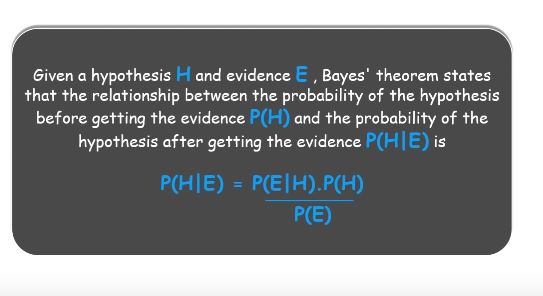 Given a hypothesis H and evidence E , Bayes' theorem states
that the relationship between the probability of the hypothesis
before getting the evidence P(H) and the probability of the
hypothesis after getting the evidence P(H|E) is
P(H|E) = P(E|H).P(H)
P(E)